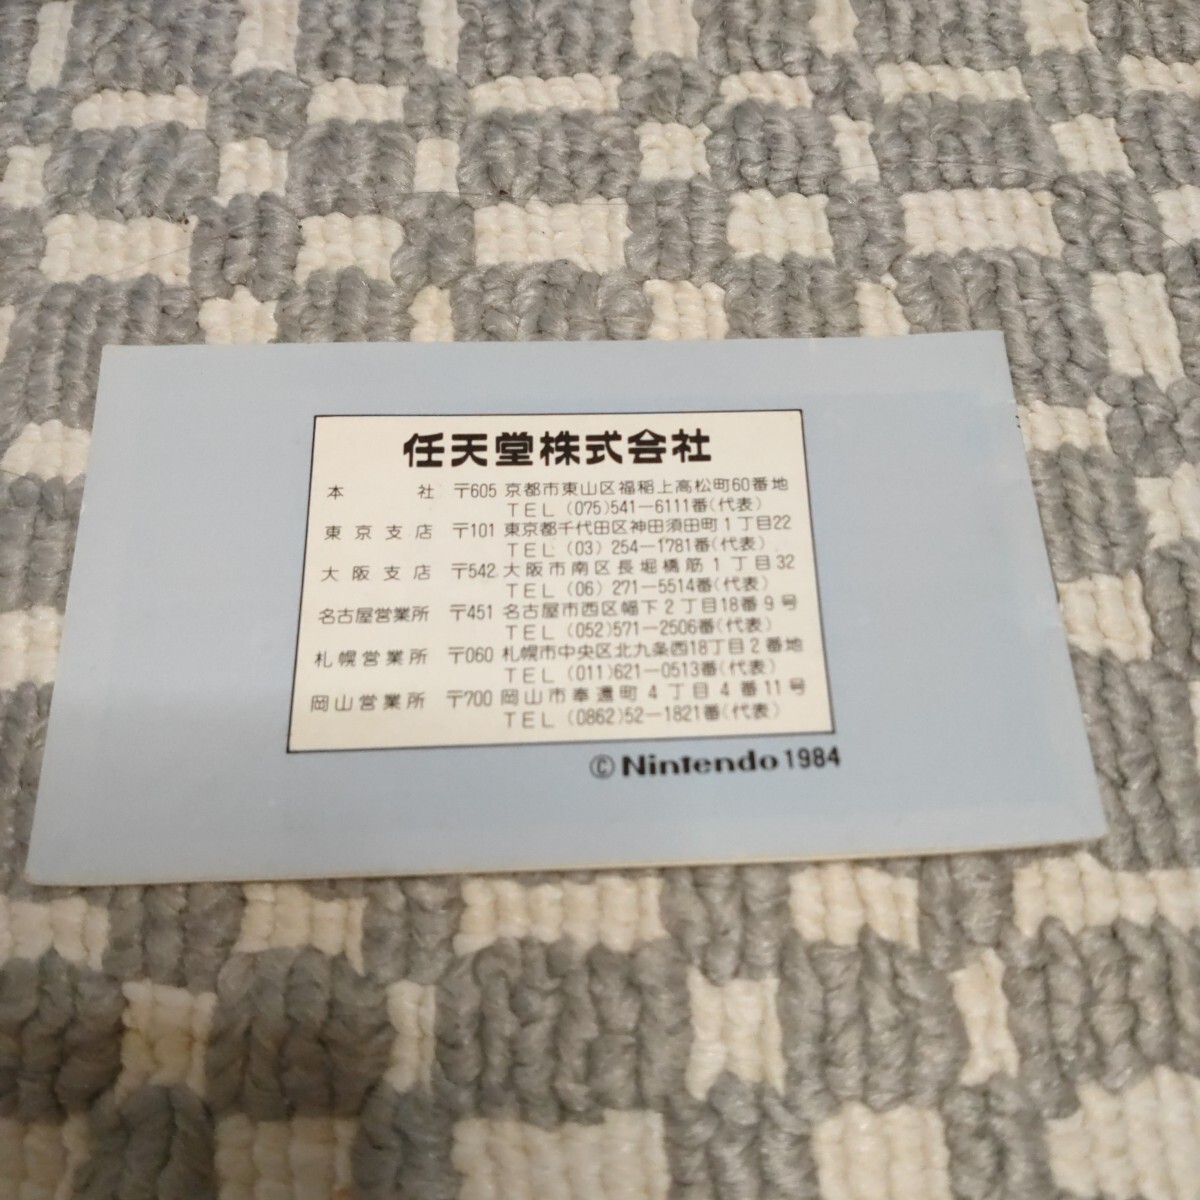 任天堂株式会社
本社 〒605 京都市東山区福稲上高松町60番地
TEL (075)541-6111番(代表)
東京支店 〒101 東京都千代田区神田須田町1丁目22
TEL (03) 254-1781番(代表)
大阪支店 〒542 大阪市南区長堀橋筋1丁目32
TEL (06) 271-5514番(代表)
名古屋営業所 〒451 名古屋市西区幅下2丁目18番9号
TEL (052)571-2506番(代表)
札幌営業所 〒060 札幌市中央区北九条西18丁目2番地
TEL (011)621-0513番(代表)
岡山営業所 〒700 岡山市奉還町4丁目4番11号
TEL (0862)52-1821番(代表)
©Nintendo 1984